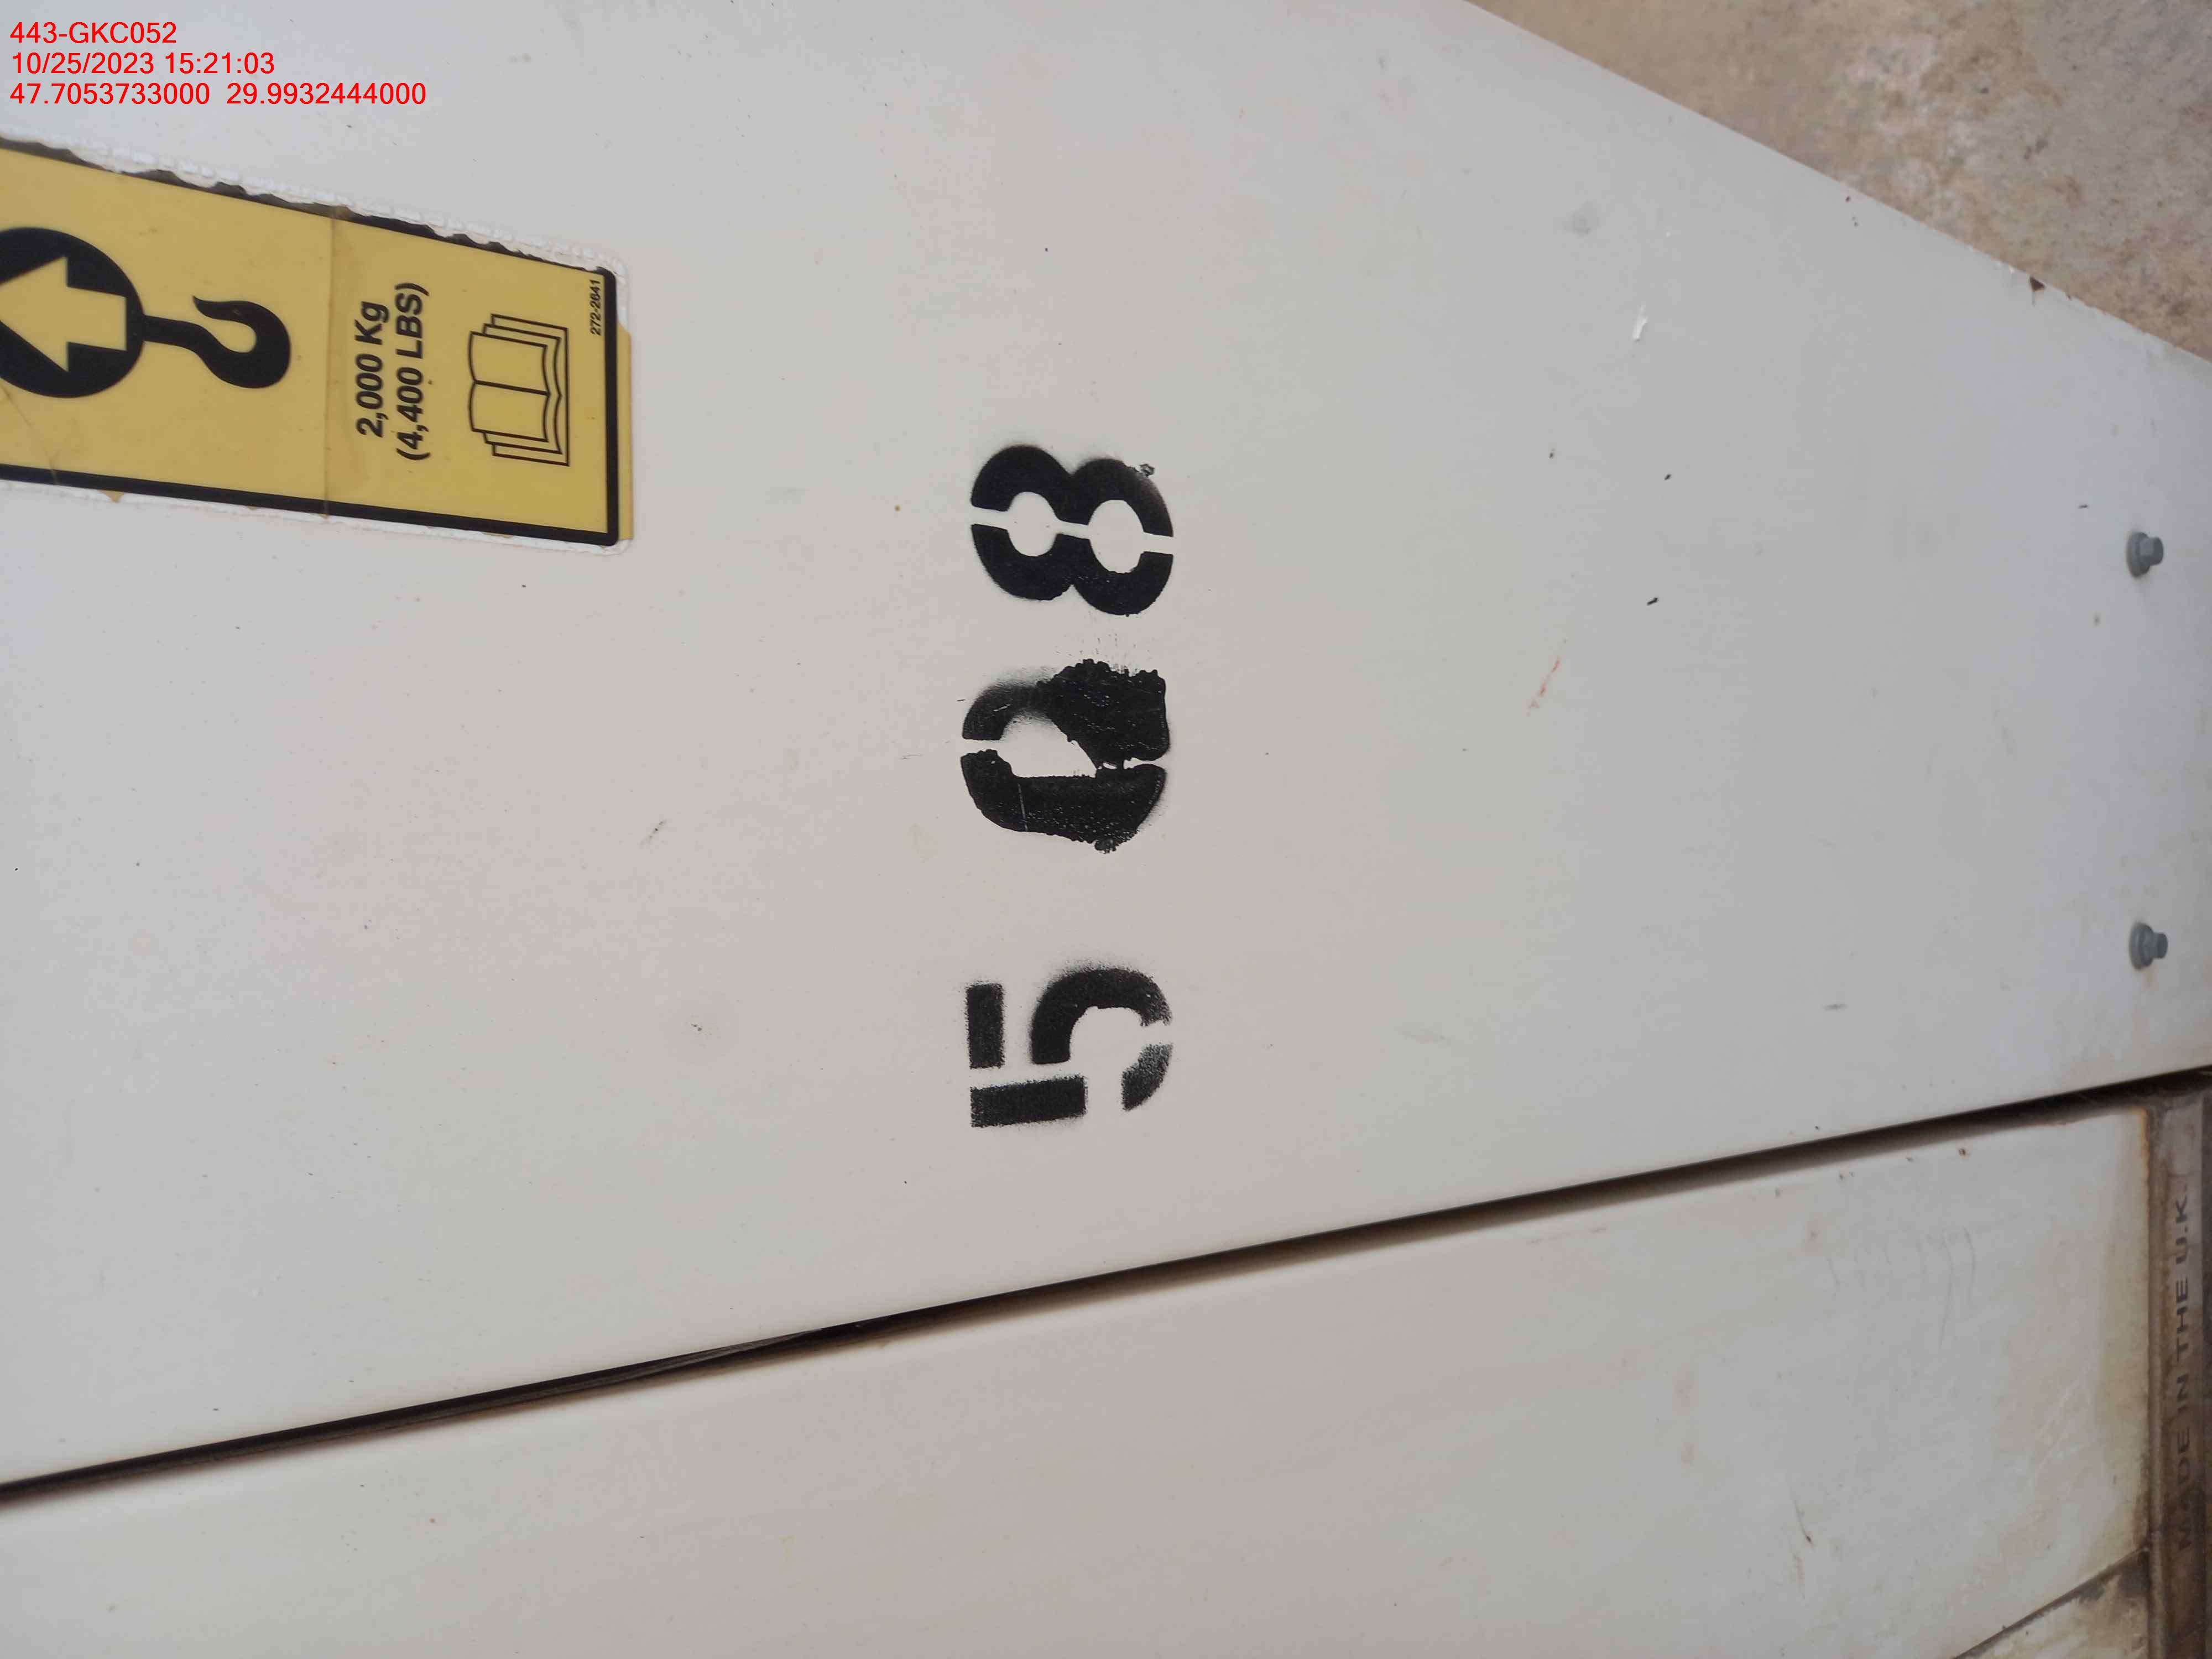 443-GKC052
10/25/2023 15:21:03
47.7053733000 29.9932444000
2,000 Kg
(4,400 LBS)
272-2641
508
MADE IN THE U.K.